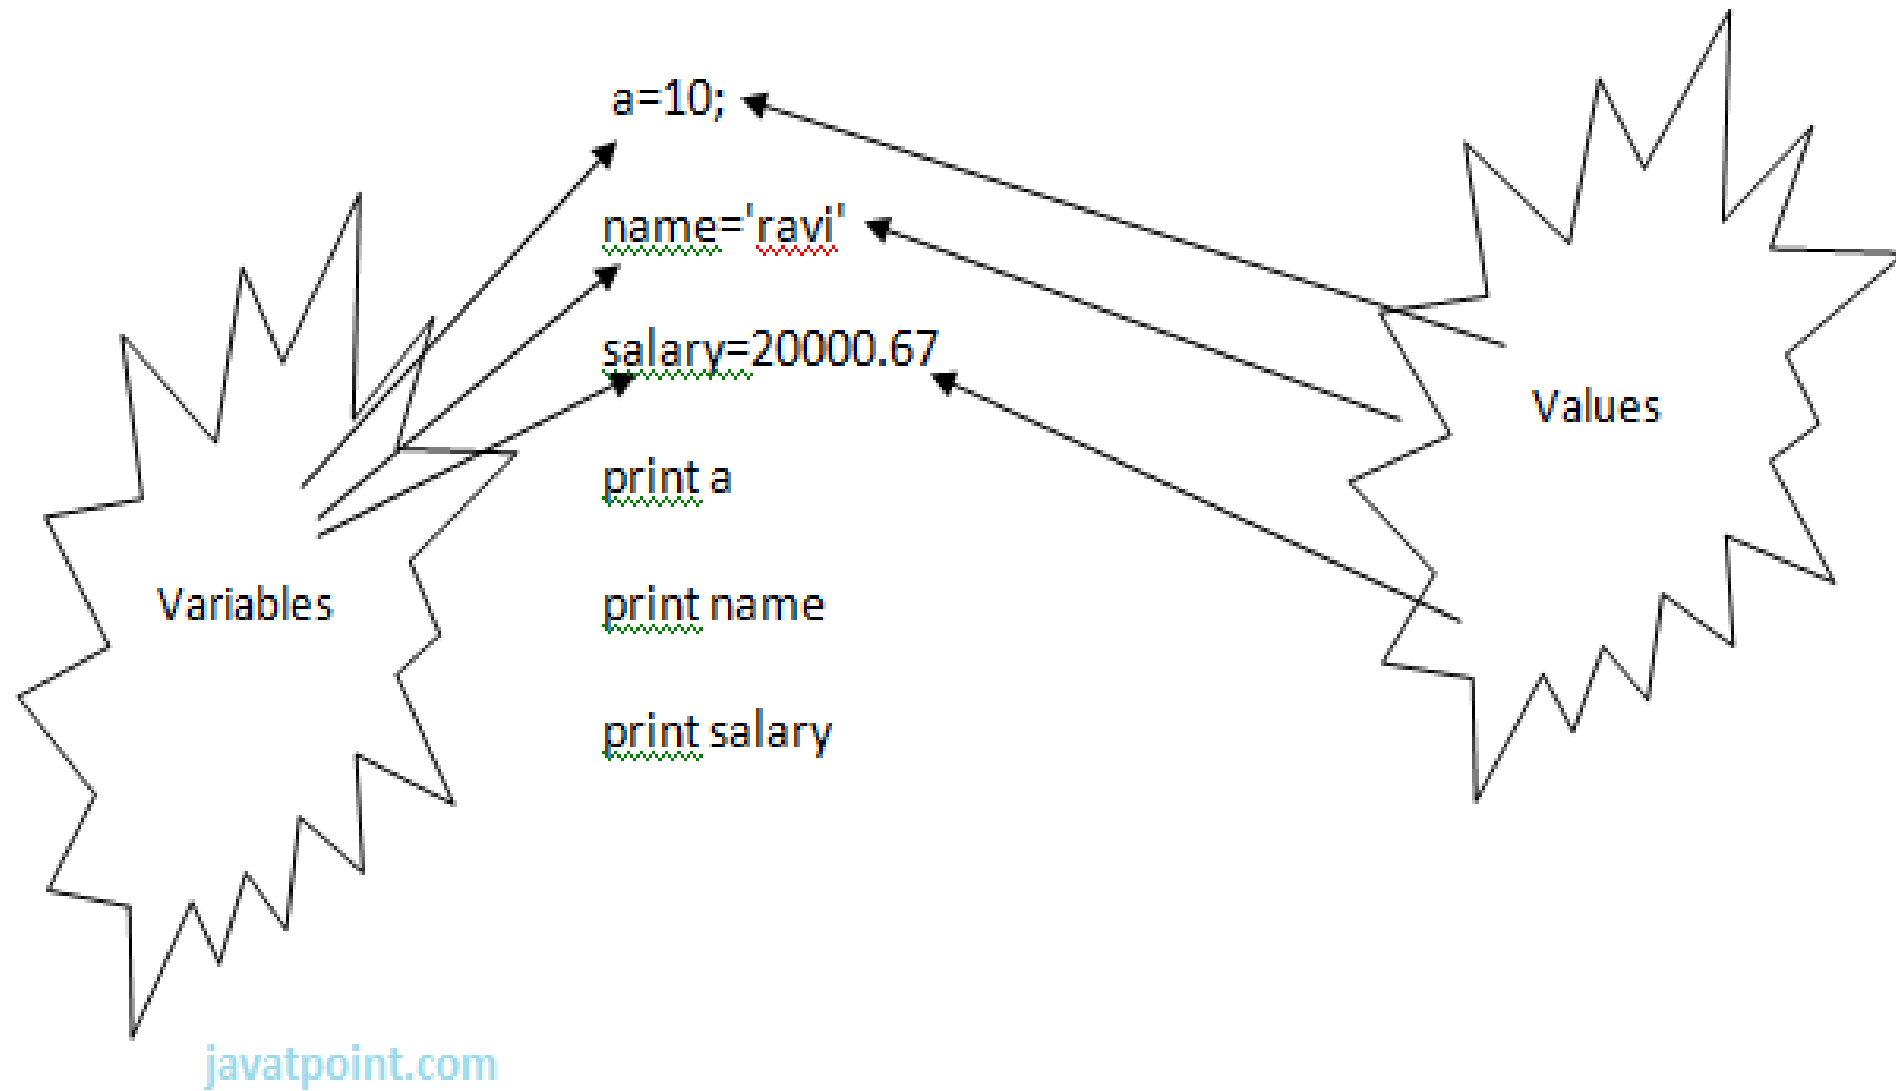 a=10;
name='ravi'
salary=20000.67
Values
print a
Variables
print name
print salary
javatpoint.com